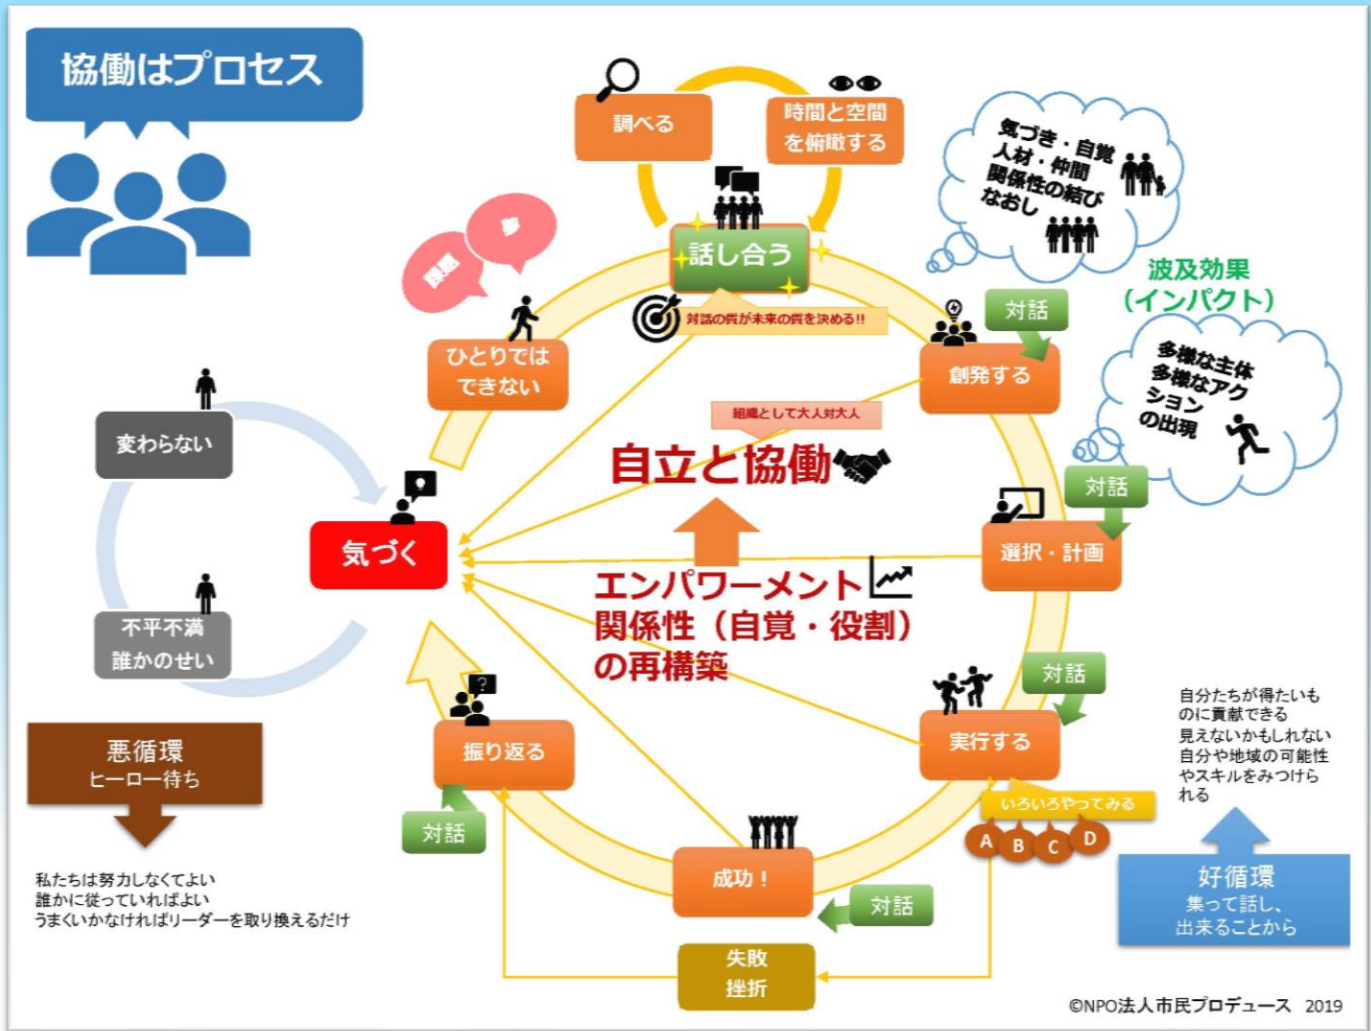 協働はプロセス
調べる
時間と空間
を俯瞰する
気づき・自覚
人材・仲間
関係性の結び
なおし
課題
夢
話し合う
対話の質が未来の質を決める!!
波及効果
（インパクト）
対話
ひとりでは
できない
創発する
多様な主体
多様なアク
ション
の出現
組織として大人対大人
自立と協働
変わらない
対話
気づく
選択・計画
エンパワーメント
関係性（自覚・役割）
の再構築
不平不満
誰かのせい
対話
振り返る
実行する
自分たちが得たいも
のに貢献できる
見えないかもしれない
自分や地域の可能性
やスキルをみつけら
れる
悪循環
ヒーロー待ち
いろいろやってみる
A B C D
対話
成功！
対話
好循環
集って話し、
出来ることから
私たちは努力しなくてよい
誰かに従っていればよい
うまくいかなければリーダーを取り換えるだけ
失敗
挫折
©NPO法人市民プロデュース 2019